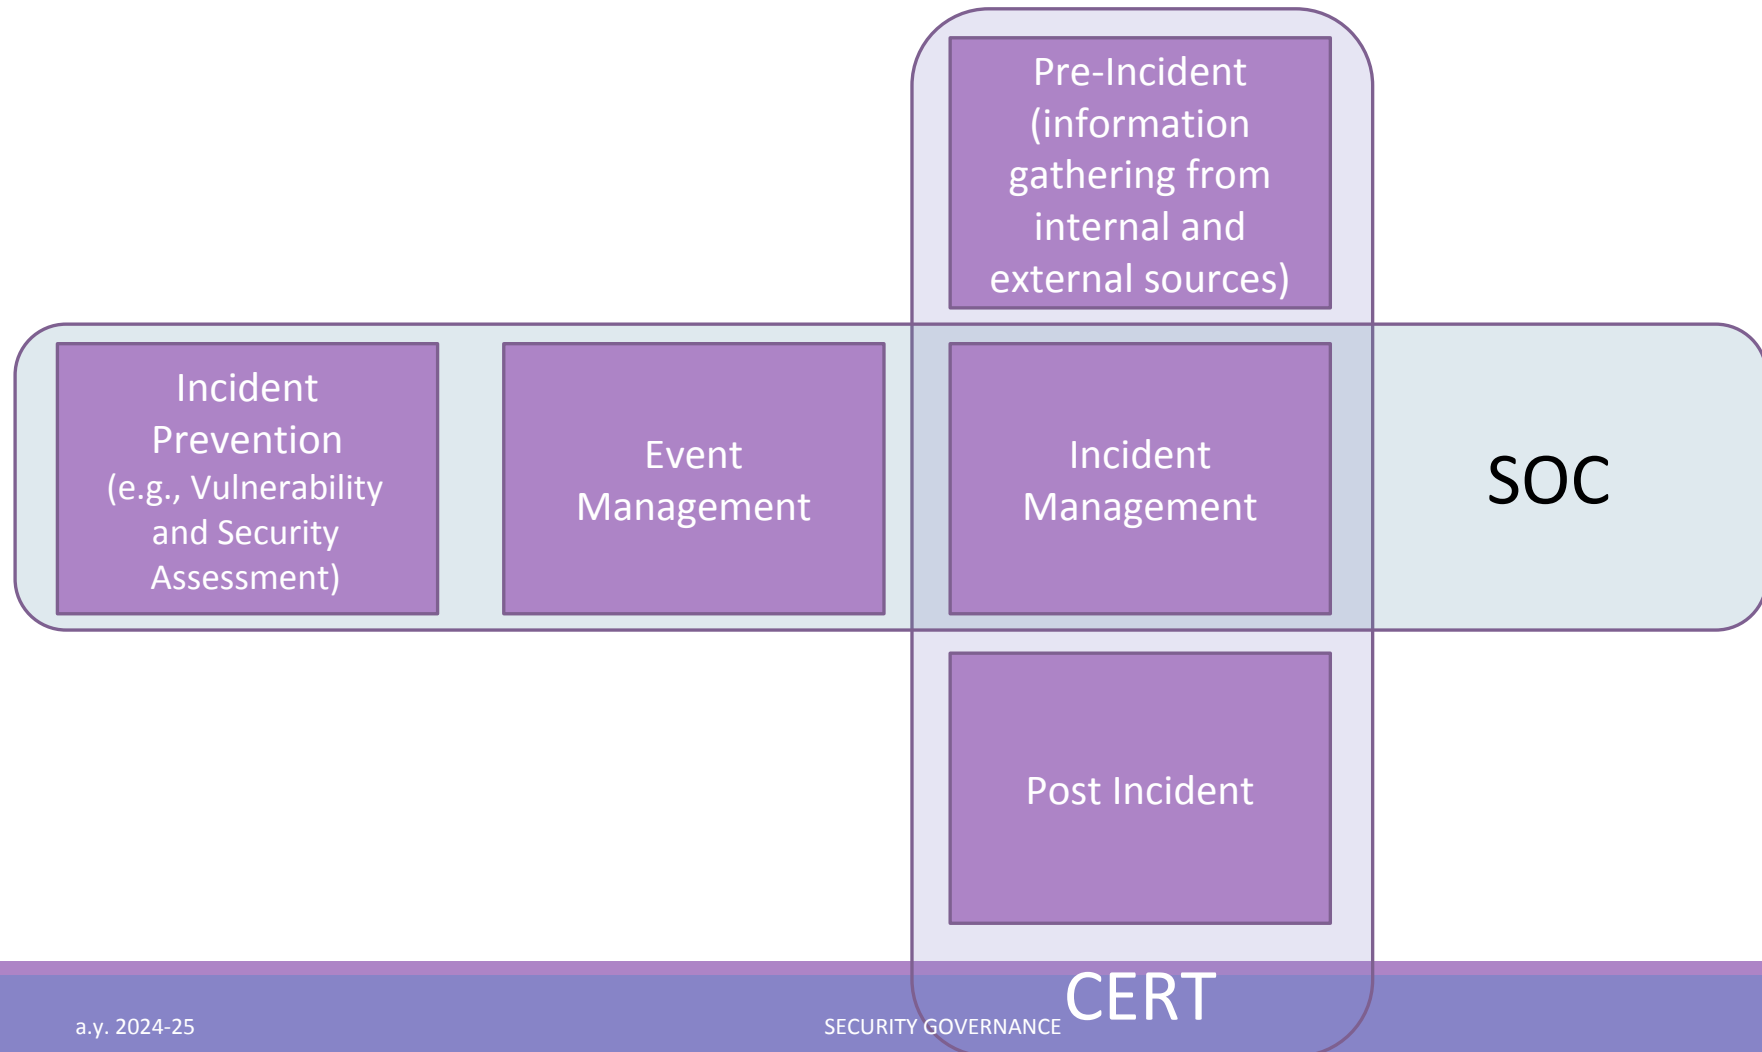 Pre-Incident
(information
gathering from
internal and
external sources)
Incident
Prevention
(e.g., Vulnerability
and Security
Assessment)
Event
Management
Incident
Management
SOC
Post Incident
CERT
a.y. 2024-25
SECURITY GOVERNANCE